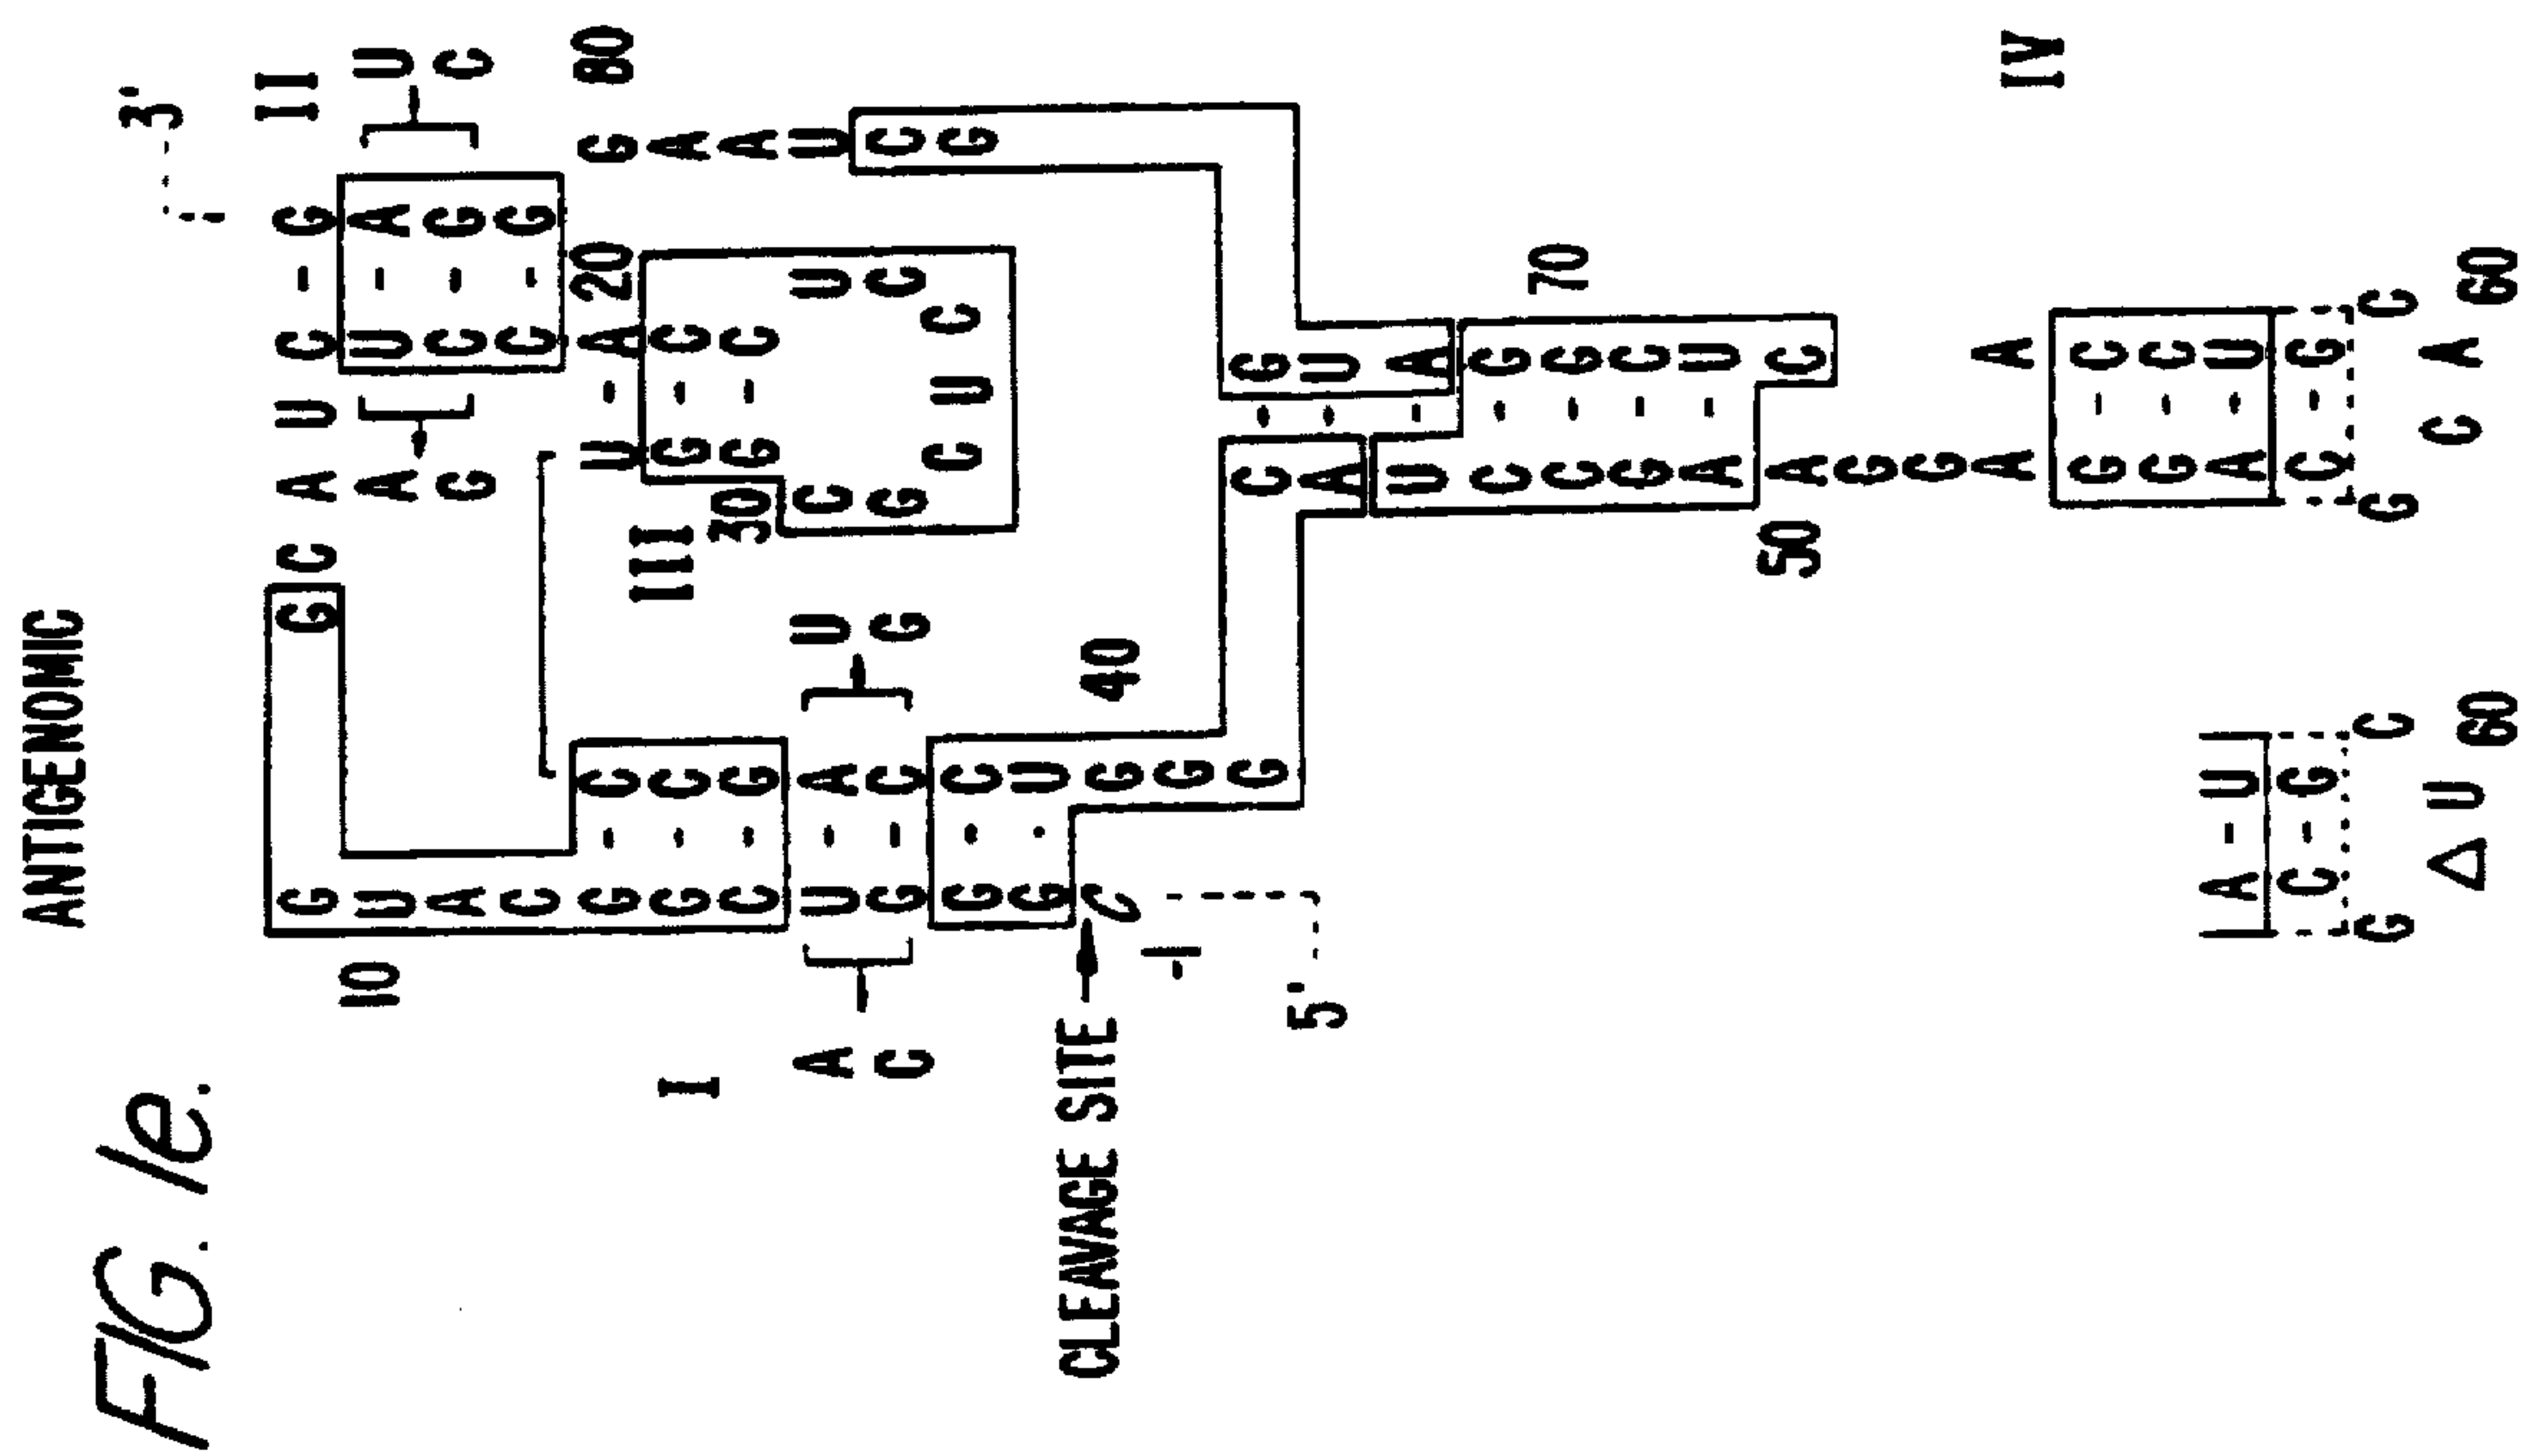 ANTIGENOMIC
FIG. 1e.
3'
II
G G C A U C - G
10 U A U - A U
A G C - G C
C C - G
G - C U - A 20 G 80
I G - C III G - C A
C - G 30 G - C A
A U - A U C U U
C G - C G G C C
G - C C U C G
G · U
CLEAVAGE SITE C G 40
-1 G
G C - G
5' A - U
U - A
C - G
C - G 70
G - C
A - U
50 A C
G
G
A A
IV
G - C
G - C
A - U A - U
C - G C - G
G C G C
Δ U C A
60 60